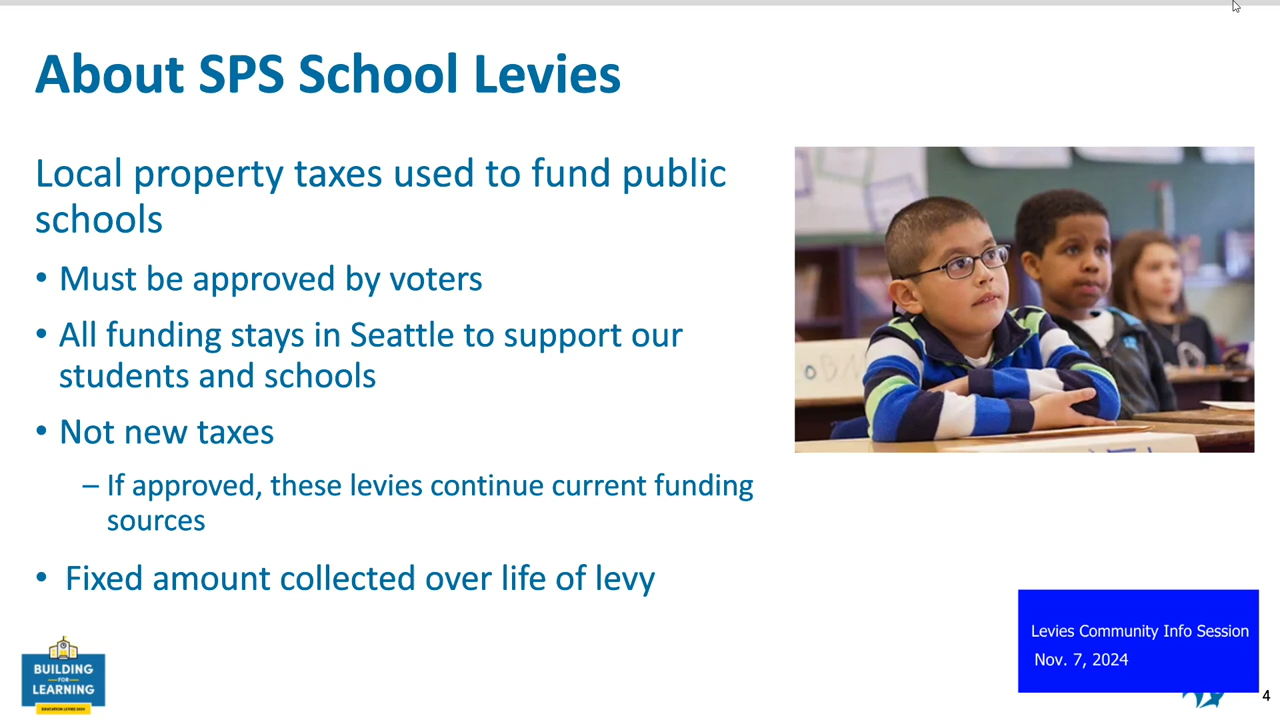 About SPS School Levies
Local property taxes used to fund public
schools
• Must be approved by voters
• All funding stays in Seattle to support our
students and schools
• Not new taxes
– If approved, these levies continue current funding
sources
• Fixed amount collected over life of levy
BUILDING
FOR
LEARNING
Levies Community Info Session
Nov. 7, 2024
4